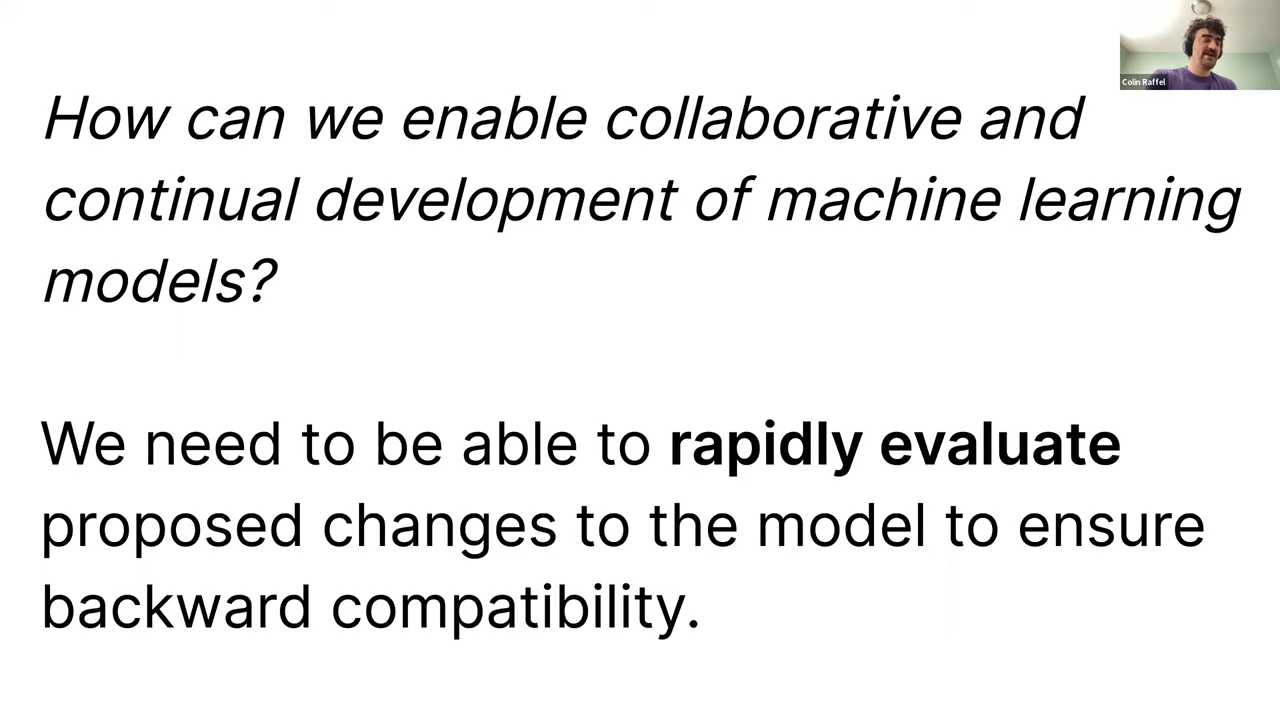 How can we enable collaborative and
continual development of machine learning
models?
We need to be able to rapidly evaluate
proposed changes to the model to ensure
backward compatibility.
Colin Raffel